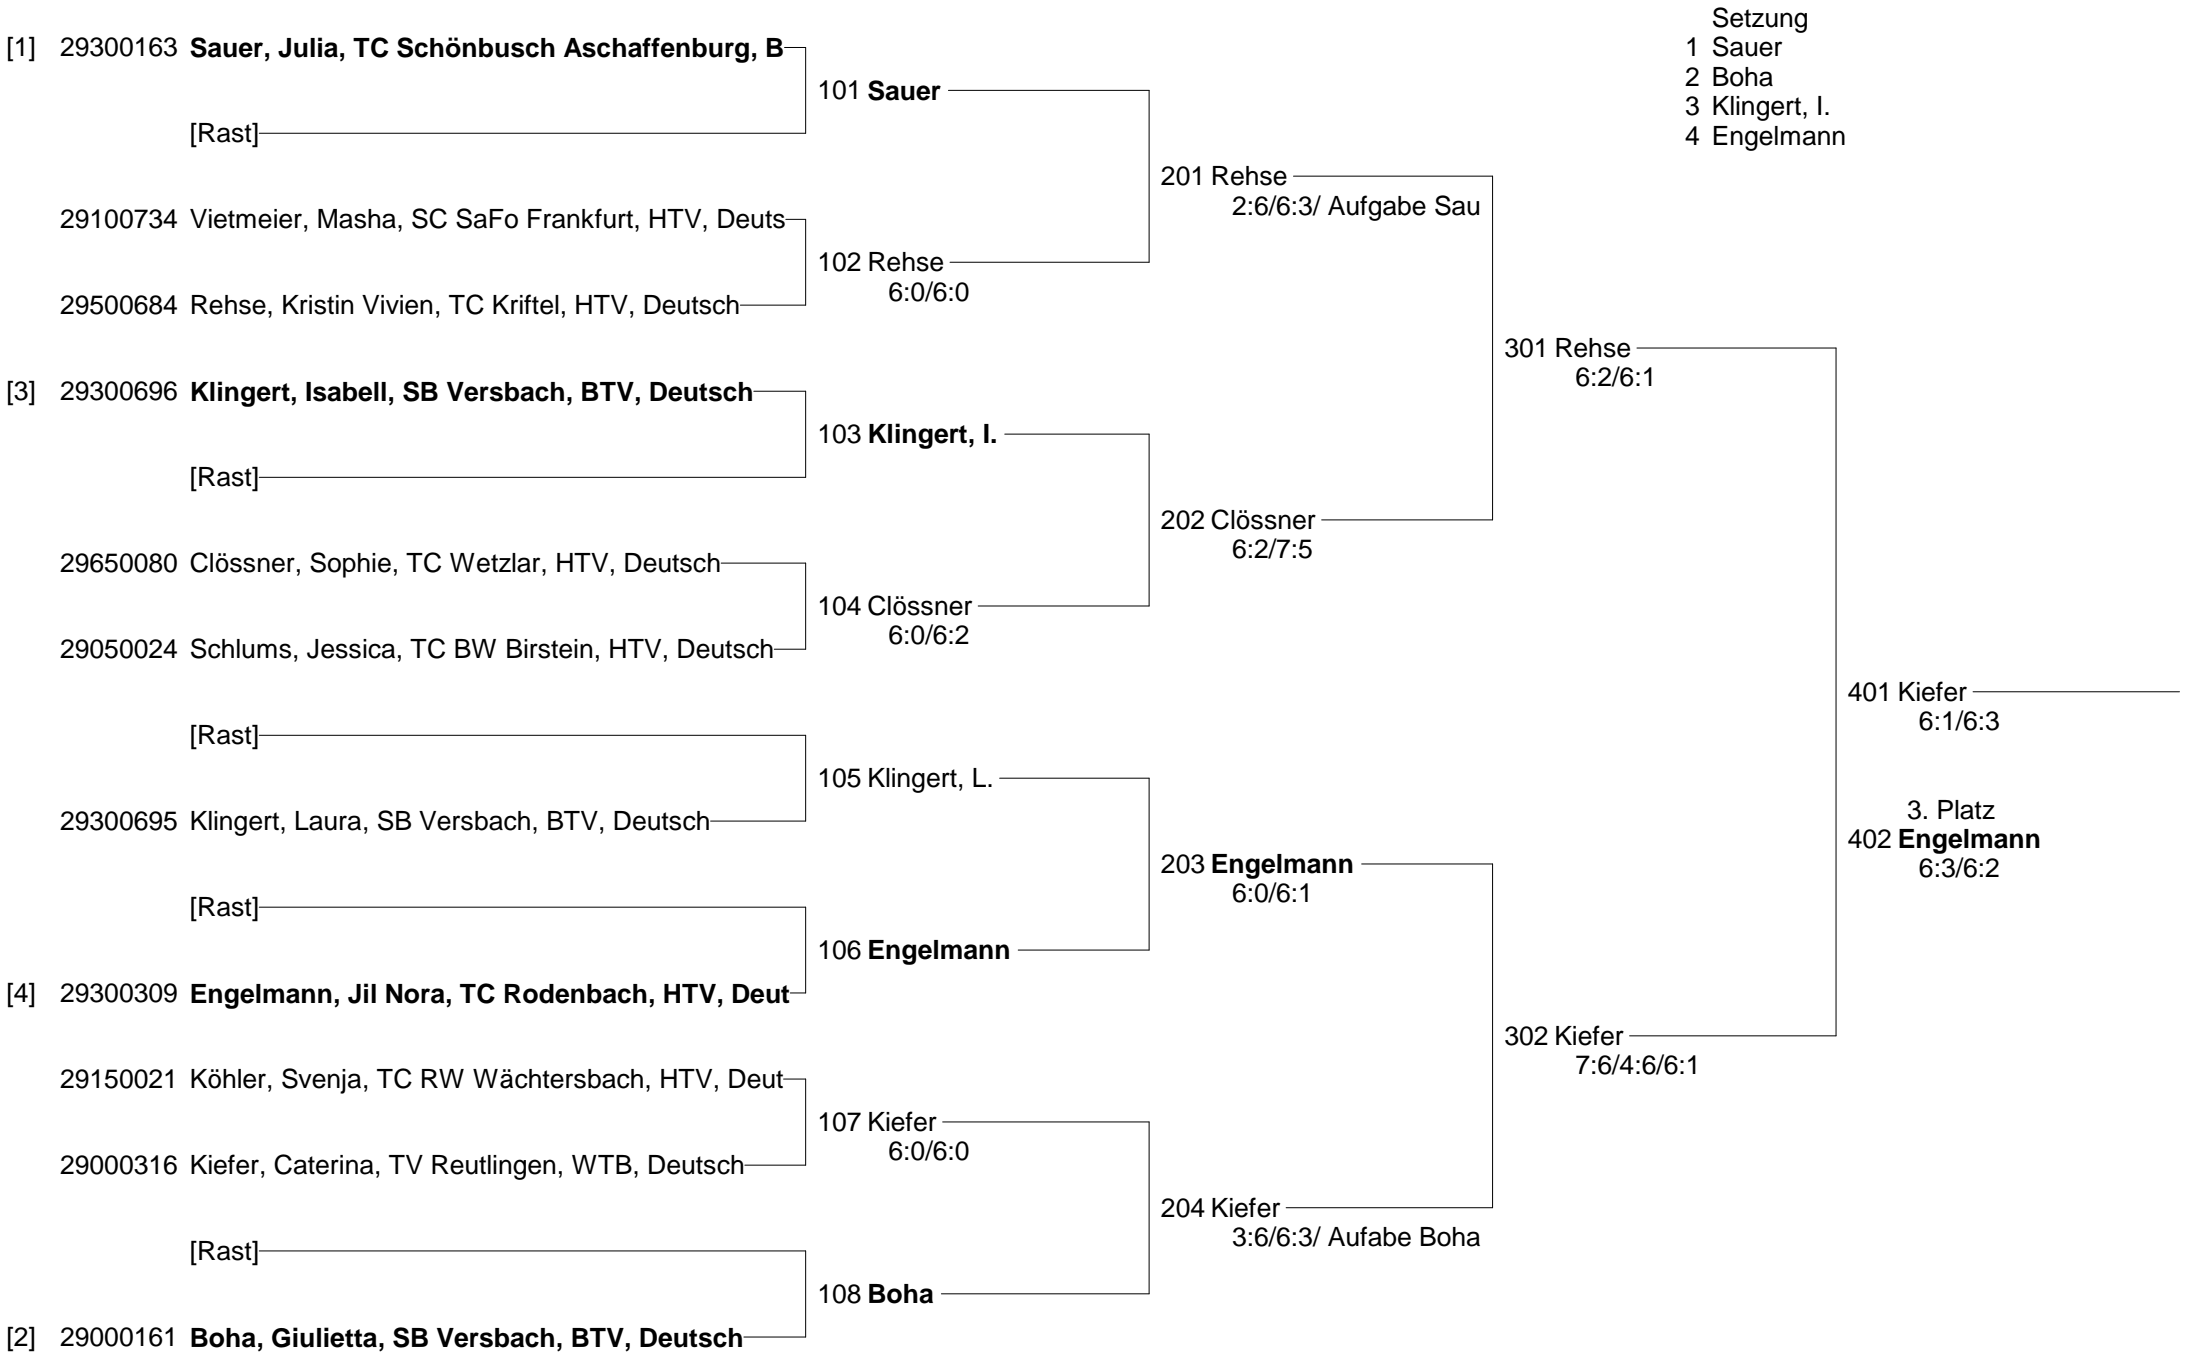 Setzung
1 Sauer
2 Boha
3 Klingert, I.
4 Engelmann
[1] 29300163 Sauer, Julia, TC Schönbusch Aschaffenburg, B
[Rast]
29100734 Vietmeier, Masha, SC SaFo Frankfurt, HTV, Deuts
29500684 Rehse, Kristin Vivien, TC Kriftel, HTV, Deutsch
[3] 29300696 Klingert, Isabell, SB Versbach, BTV, Deutsch
[Rast]
29650080 Clössner, Sophie, TC Wetzlar, HTV, Deutsch
29050024 Schlums, Jessica, TC BW Birstein, HTV, Deutsch
[Rast]
29300695 Klingert, Laura, SB Versbach, BTV, Deutsch
[Rast]
[4] 29300309 Engelmann, Jil Nora, TC Rodenbach, HTV, Deut
29150021 Köhler, Svenja, TC RW Wächtersbach, HTV, Deut
29000316 Kiefer, Caterina, TV Reutlingen, WTB, Deutsch
[Rast]
[2] 29000161 Boha, Giulietta, SB Versbach, BTV, Deutsch
101 Sauer
102 Rehse
6:0/6:0
103 Klingert, I.
104 Clössner
6:0/6:2
105 Klingert, L.
106 Engelmann
107 Kiefer
6:0/6:0
108 Boha
201 Rehse
2:6/6:3/ Aufgabe Sau
202 Clössner
6:2/7:5
203 Engelmann
6:0/6:1
204 Kiefer
3:6/6:3/ Aufabe Boha
301 Rehse
6:2/6:1
302 Kiefer
7:6/4:6/6:1
401 Kiefer
6:1/6:3
3. Platz
402 Engelmann
6:3/6:2